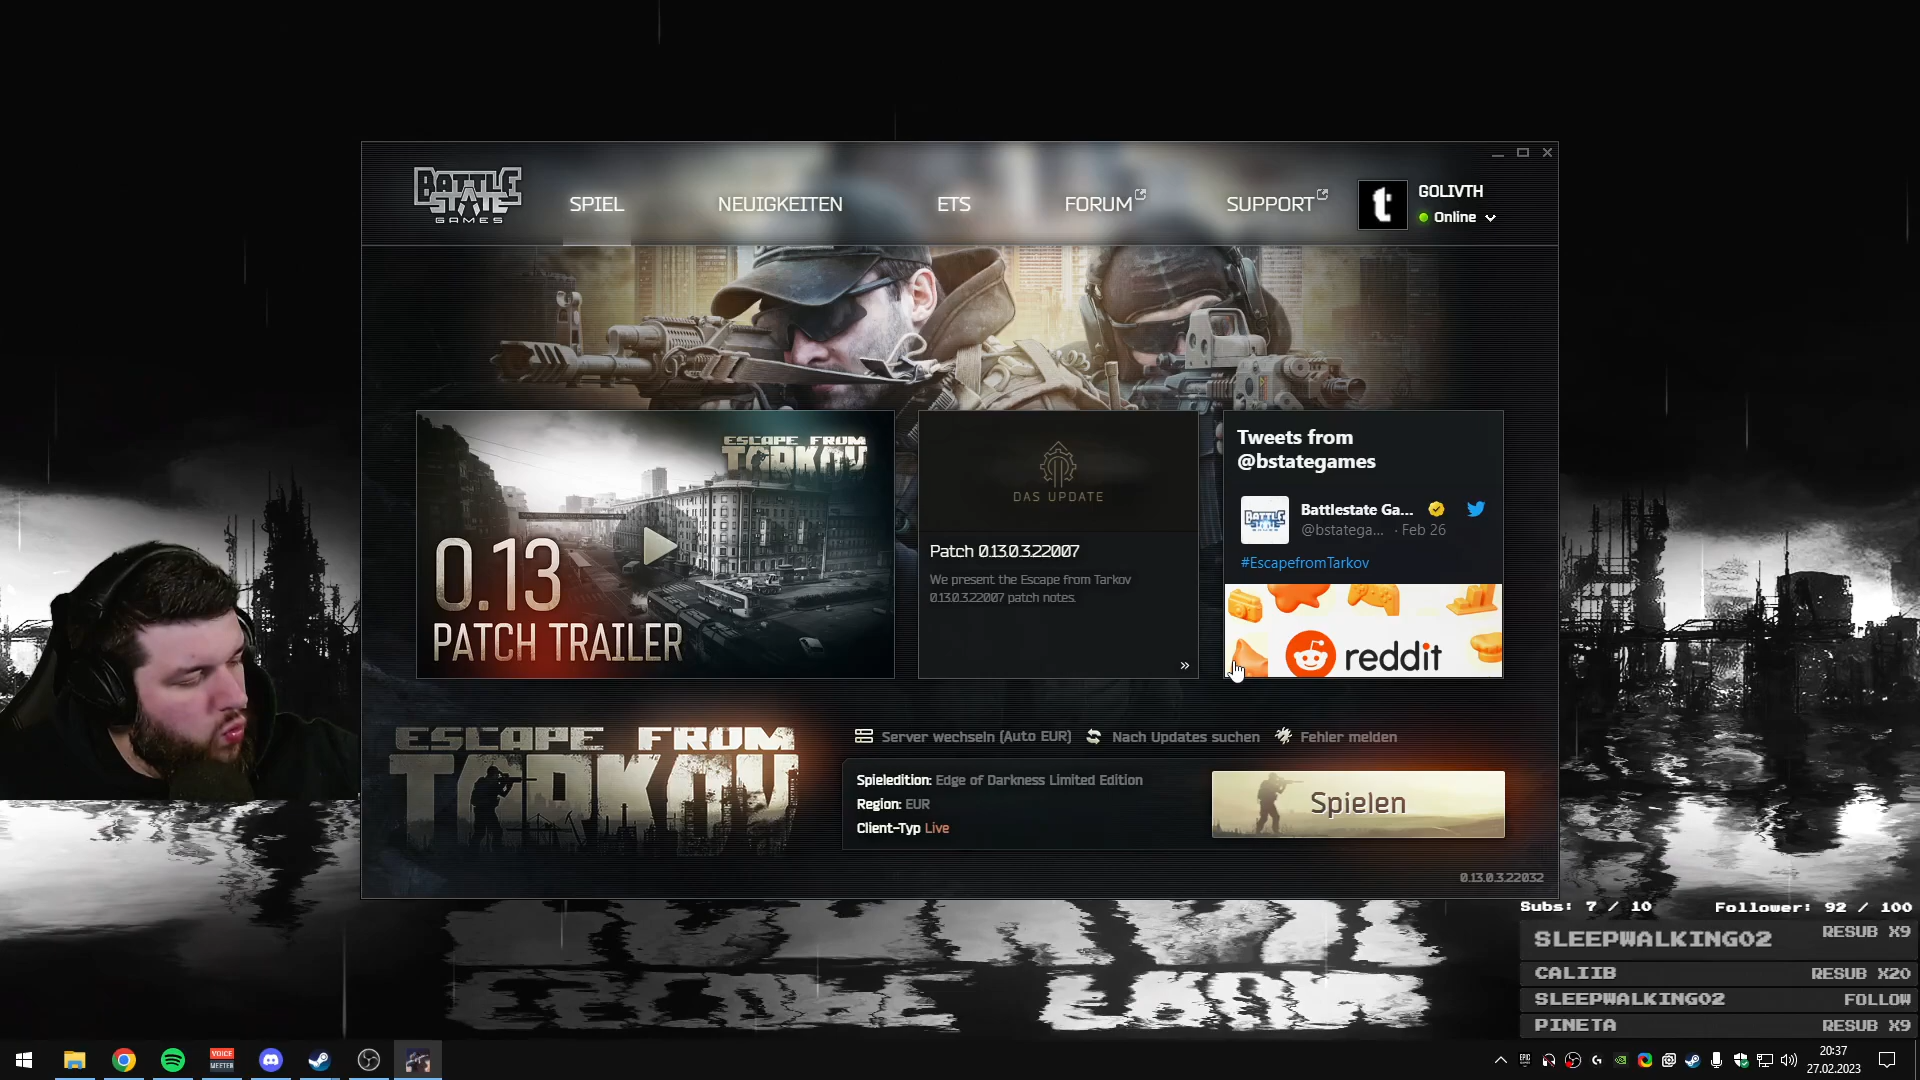 BATTLE
STATE
GAMES
SPIEL
NEUIGKEITEN
ETS
FORUM
SUPPORT
t
GOLIVTH
Online
ESCAPE FROM
TARKOV
0.13
PATCH TRAILER
DAS UPDATE
Patch 0.13.0.3.22007
We present the Escape from Tarkov
0.13.0.3.22007 patch notes.
»
Tweets from
@bstategames
Battlestate Ga...
@bstatega... · Feb 26
#EscapefromTarkov
reddit
ESCAPE FROM
TARKOV
Server wechseln (Auto EUR)
Nach Updates suchen
Fehler melden
Spieledition: Edge of Darkness Limited Edition
Region: EUR
Client-Typ Live
Spielen
0.13.0.3.22032
Subs: 7 / 10
Follower: 92 / 100
SLEEPWALKING02 RESUB X9
CALIIB RESUB X20
SLEEPWALKING02 FOLLOW
PINETA RESUB X9
VOICE
MEETER
EPIC
20:37
27.02.2023